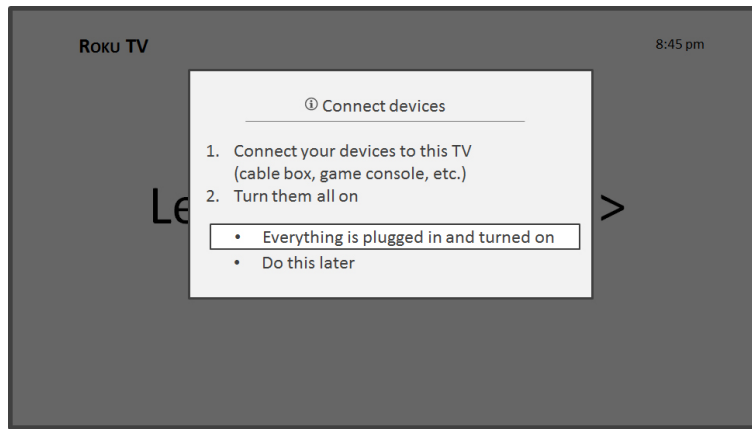 ROKU TV
8:45 pm
ⓘ Connect devices
1. Connect your devices to this TV
(cable box, game console, etc.)
2. Turn them all on
Le >
• Everything is plugged in and turned on
• Do this later